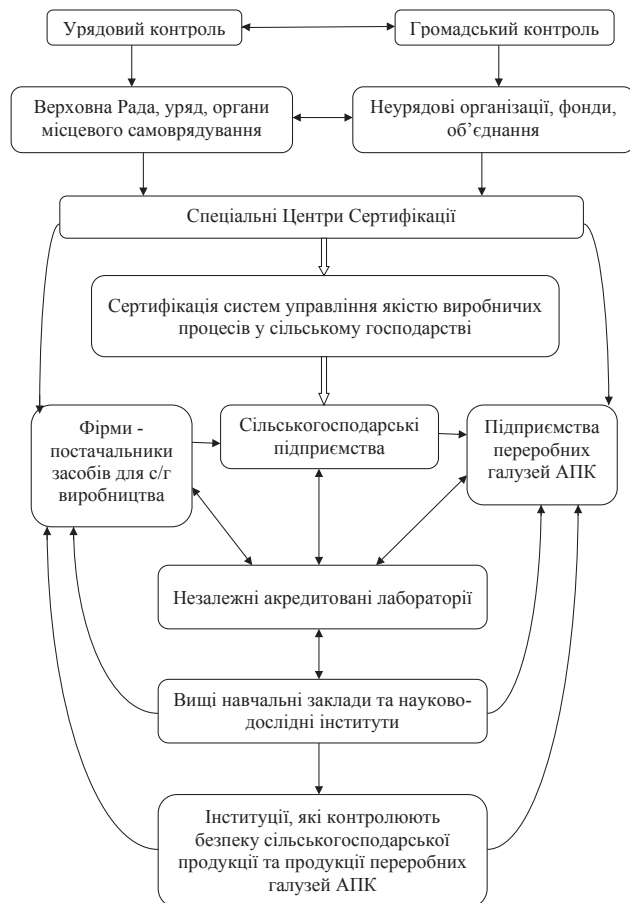 Урядовий контроль
Громадський контроль
Верховна Рада, уряд, органи
місцевого самоврядування
Неурядові організації, фонди,
об’єднання
Спеціальні Центри Сертифікації
Сертифікація систем управління якістю виробничих
процесів у сільському господарстві
Фірми -
постачальники
засобів для с/г
виробництва
Сільськогосподарські
підприємства
Підприємства
переробних
галузей АПК
Незалежні акредитовані лабораторії
Вищі навчальні заклади та науково-
дослідні інститути
Інституції, які контролюють
безпеку сільськогосподарської
продукції та продукції переробних
галузей АПК